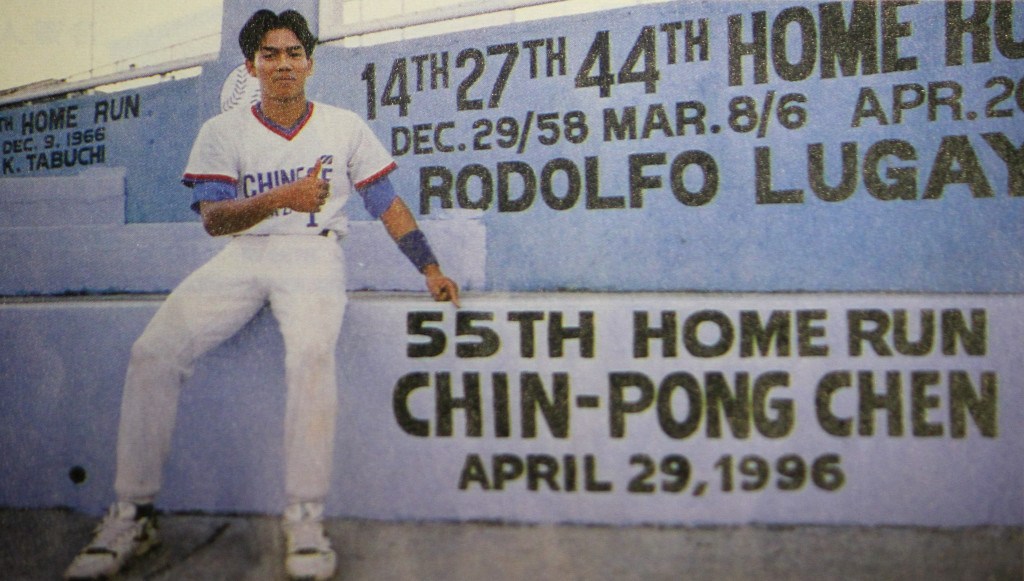 14TH 27TH 44TH HOME
DEC. 29/58 MAR. 8/6 APR. 2
RODOLFO LUGAY
TH HOME RUN
DEC. 9, 1966
K. TABUCHI
CHINESE
1
55TH HOME RUN
CHIN-PONG CHEN
APRIL 29, 1996